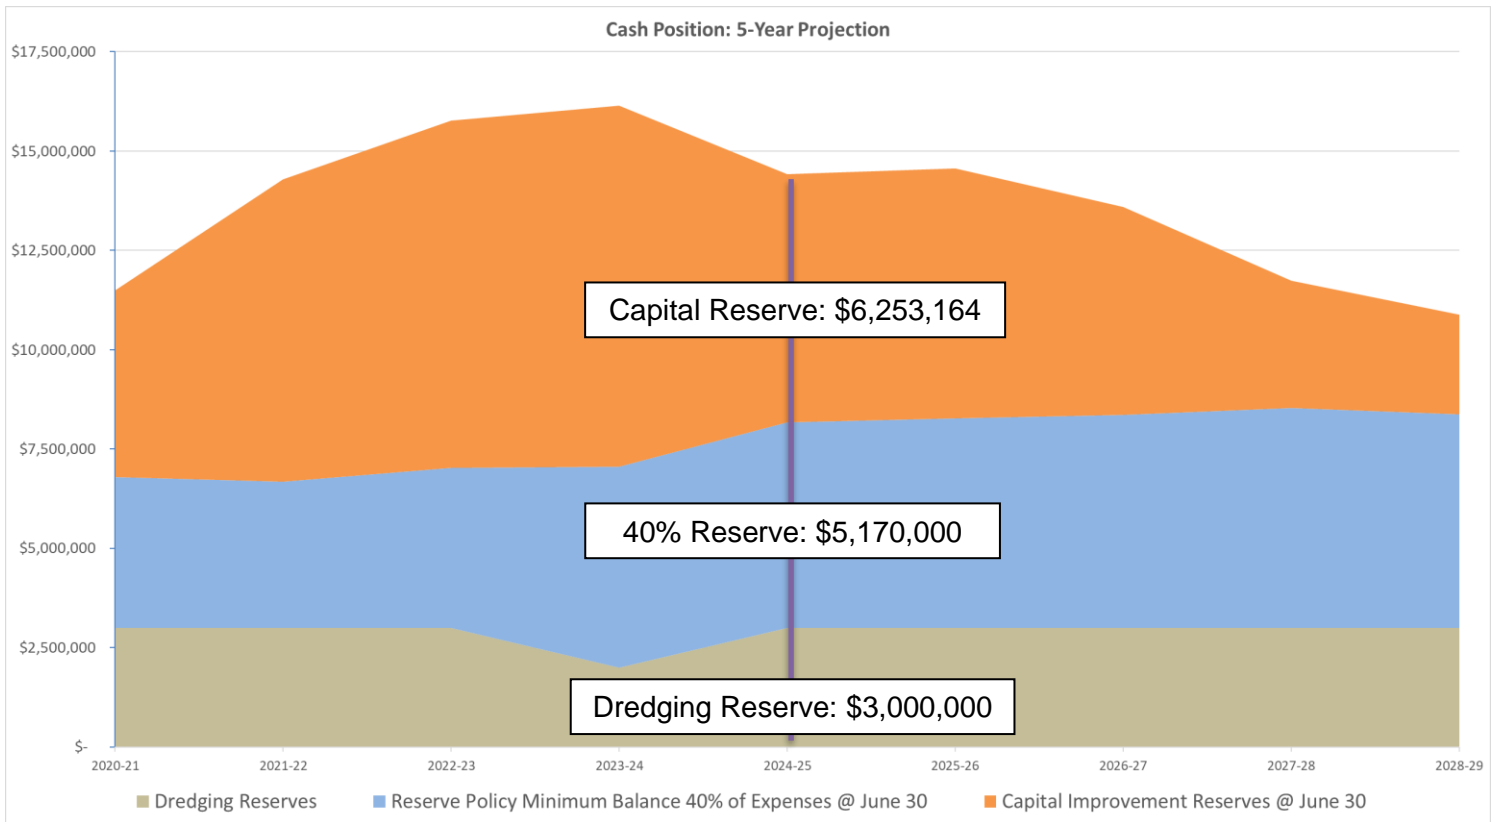 Cash Position: 5-Year Projection
$17,500,000
$15,000,000
$12,500,000
$10,000,000
$7,500,000
$5,000,000
$2,500,000
$-
Capital Reserve: $6,253,164
40% Reserve: $5,170,000
Dredging Reserve: $3,000,000
2020-21 2021-22 2022-23 2023-24 2024-25 2025-26 2026-27 2027-28 2028-29
Dredging Reserves Reserve Policy Minimum Balance 40% of Expenses @ June 30 Capital Improvement Reserves @ June 30